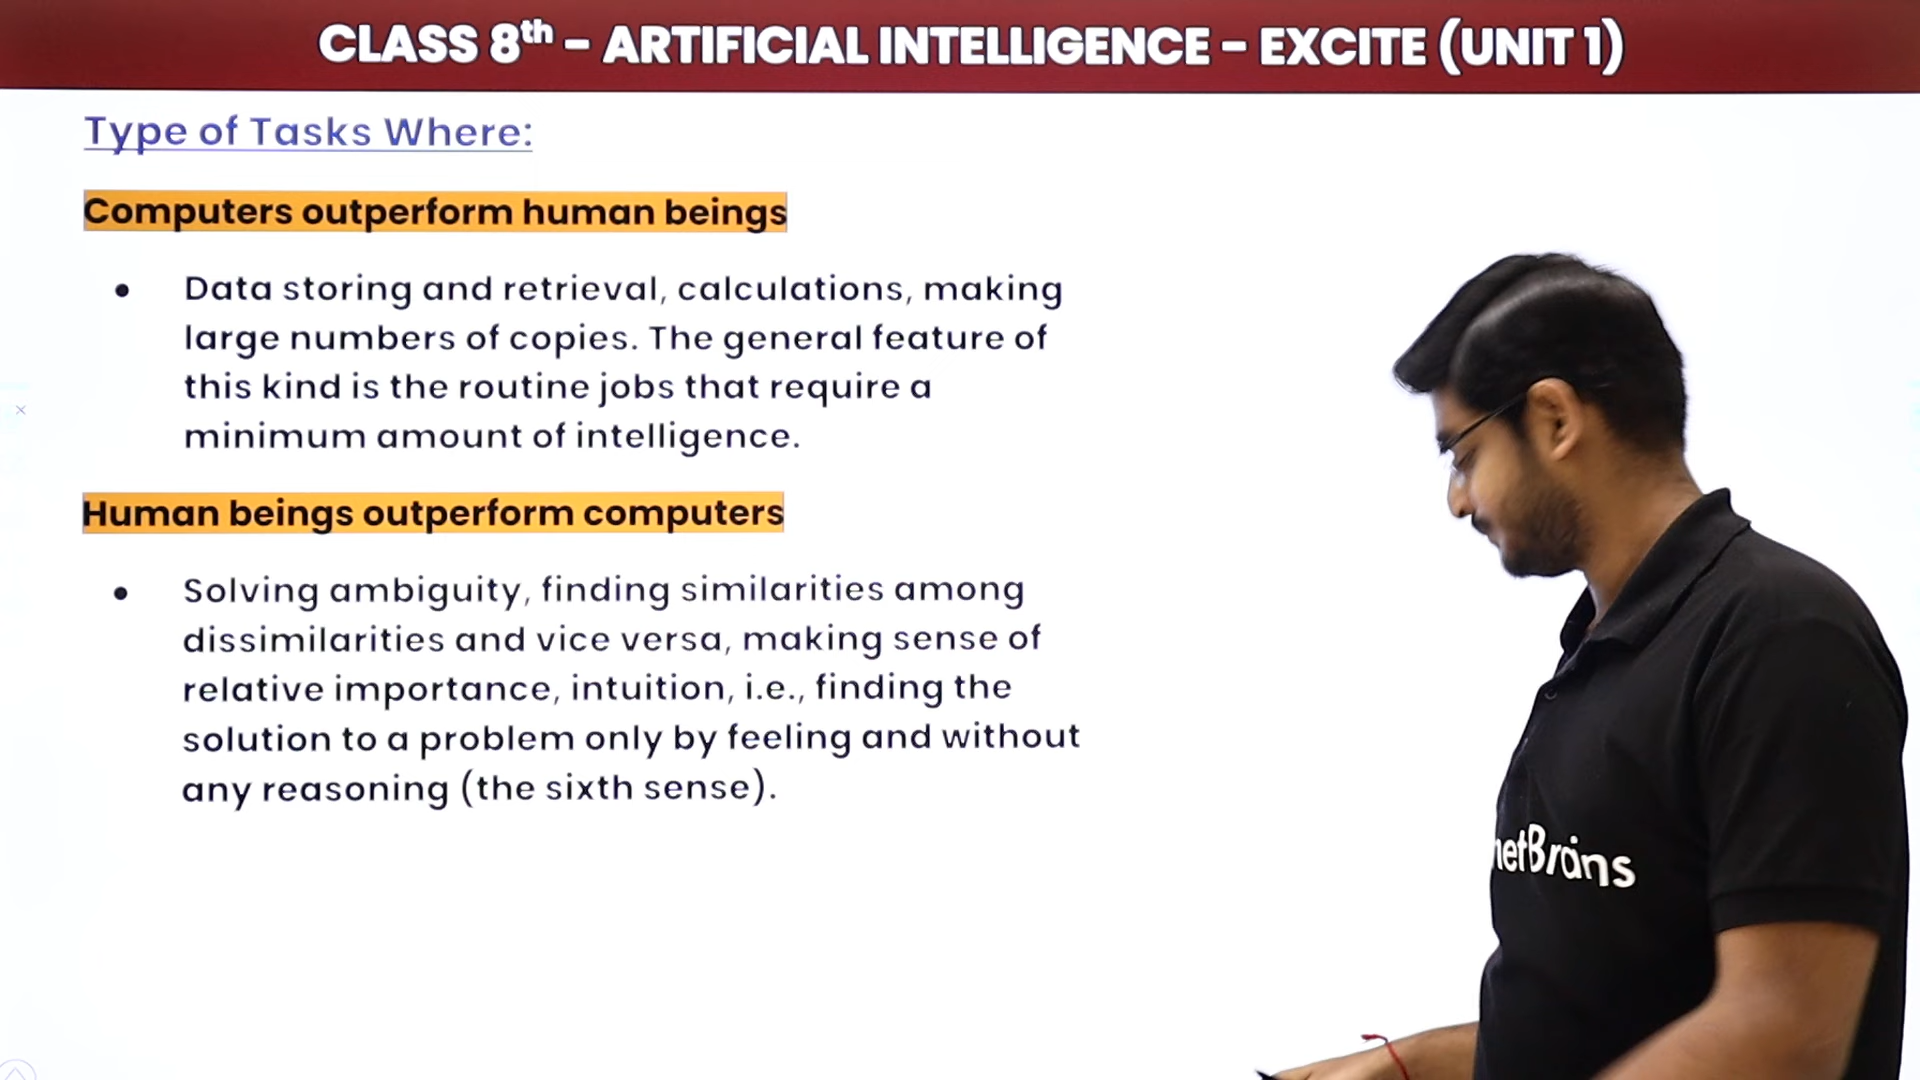 CLASS 8th - ARTIFICIAL INTELLIGENCE - EXCITE (UNIT 1)
Type of Tasks Where:
Computers outperform human beings
• Data storing and retrieval, calculations, making
large numbers of copies. The general feature of
this kind is the routine jobs that require a
minimum amount of intelligence.
Human beings outperform computers
• Solving ambiguity, finding similarities among
dissimilarities and vice versa, making sense of
relative importance, intuition, i.e., finding the
solution to a problem only by feeling and without
any reasoning (the sixth sense).
netBrains